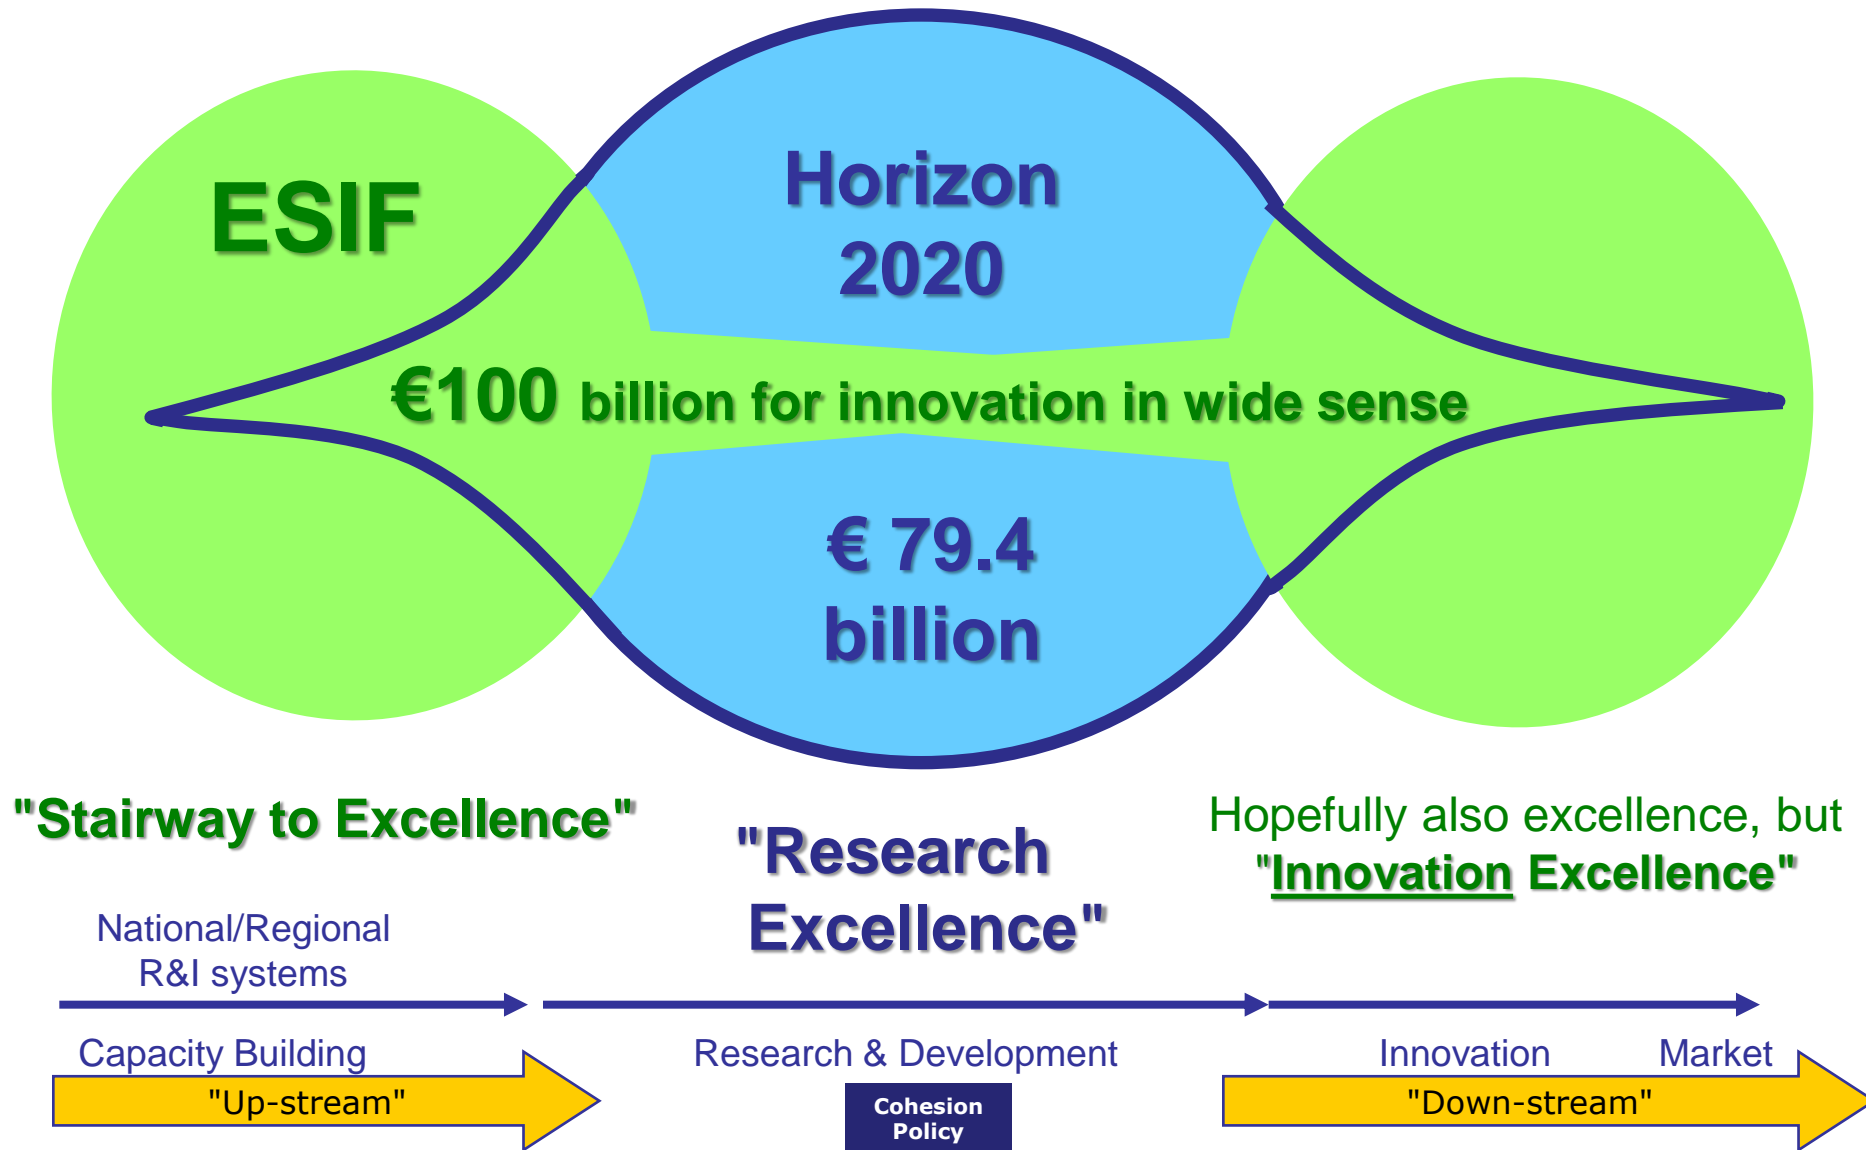 ESIF
Horizon
2020
€100 billion for innovation in wide sense
€ 79.4
billion
"Stairway to Excellence"
"Research
Excellence"
Hopefully also excellence, but
"Innovation Excellence"
National/Regional
R&I systems
Capacity Building
Research & Development
Innovation Market
"Up-stream"
Cohesion
Policy
"Down-stream"